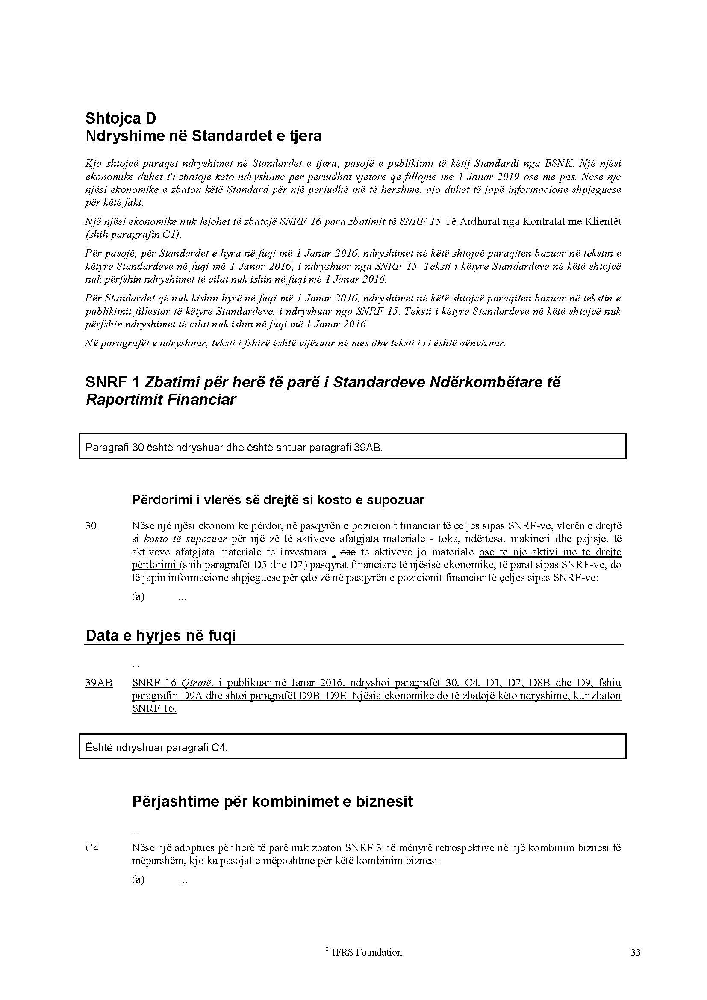 Shtojca D
Ndryshime në Standardet e tjera
Kjo shtojcë paraqet ndryshimet në Standardet e tjera, pasojë e publikimit të këtij Standardi nga BSNK. Një njësi
ekonomike duhet t'i zbatojë këto ndryshime për periudhat vjetore që fillojnë më 1 Janar 2019 ose më pas. Nëse një
njësi ekonomike e zbaton këtë Standard për një periudhë më të hershme, ajo duhet të japë informacione shpjeguese
për këtë fakt.
Një njësi ekonomike nuk lejohet të zbatojë SNRF 16 para zbatimit të SNRF 15 Të Ardhurat nga Kontratat me Klientët
(shih paragrafin C1).
Për pasojë, për Standardet e hyra në fuqi më 1 Janar 2016, ndryshimet në këtë shtojcë paraqiten bazuar në tekstin e
këtyre Standardeve në fuqi më 1 Janar 2016, i ndryshuar nga SNRF 15. Teksti i këtyre Standardeve në këtë shtojcë
nuk përfshin ndryshimet të cilat nuk ishin në fuqi më 1 Janar 2016.
Për Standardet që nuk kishin hyrë në fuqi më 1 Janar 2016, ndryshimet në këtë shtojcë paraqiten bazuar në tekstin e
publikimit fillestar të këtyre Standardeve, i ndryshuar nga SNRF 15. Teksti i këtyre Standardeve në këtë shtojcë nuk
përfshin ndryshimet të cilat nuk ishin në fuqi më 1 Janar 2016.
Në paragrafët e ndryshuar, teksti i fshirë është vijëzuar në mes dhe teksti i ri është nënvizuar.
SNRF 1 Zbatimi për herë të parë i Standardeve Ndërkombëtare të
Raportimit Financiar
Paragrafi 30 është ndryshuar dhe është shtuar paragrafi 39AB.
Përdorimi i vlerës së drejtë si kosto e supozuar
30 Nëse një njësi ekonomike përdor, në pasqyrën e pozicionit financiar të çeljes sipas SNRF-ve, vlerën e drejtë
si kosto të supozuar për një zë të aktiveve afatgjata materiale - toka, ndërtesa, makineri dhe pajisje, të
aktiveve afatgjata materiale të investuara , ose të aktiveve jo materiale ose të një aktivi me të drejtë
përdorimi (shih paragrafët D5 dhe D7) pasqyrat financiare të njësisë ekonomike, të parat sipas SNRF-ve, do
të japin informacione shpjeguese për çdo zë në pasqyrën e pozicionit financiar të çeljes sipas SNRF-ve:
(a) ...
Data e hyrjes në fuqi
...
39AB SNRF 16 Qiratë, i publikuar në Janar 2016, ndryshoi paragrafët 30, C4, D1, D7, D8B dhe D9, fshiu
paragrafin D9A dhe shtoi paragrafët D9B–D9E. Njësia ekonomike do të zbatojë këto ndryshime, kur zbaton
SNRF 16.
Është ndryshuar paragrafi C4.
Përjashtime për kombinimet e biznesit
...
C4 Nëse një adoptues për herë të parë nuk zbaton SNRF 3 në mënyrë retrospektive në një kombinim biznesi të
mëparshëm, kjo ka pasojat e mëposhtme për këtë kombinim biznesi:
(a) …
© IFRS Foundation 33